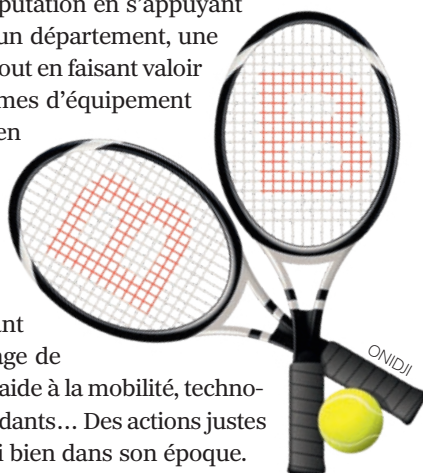 putation en s’appuyant
un département, une
out en faisant valoir
mes d’équipement
en
B
B
ant
age de
aide à la mobilité, techno-
dants… Des actions justes
i bien dans son époque.
ONIDJI